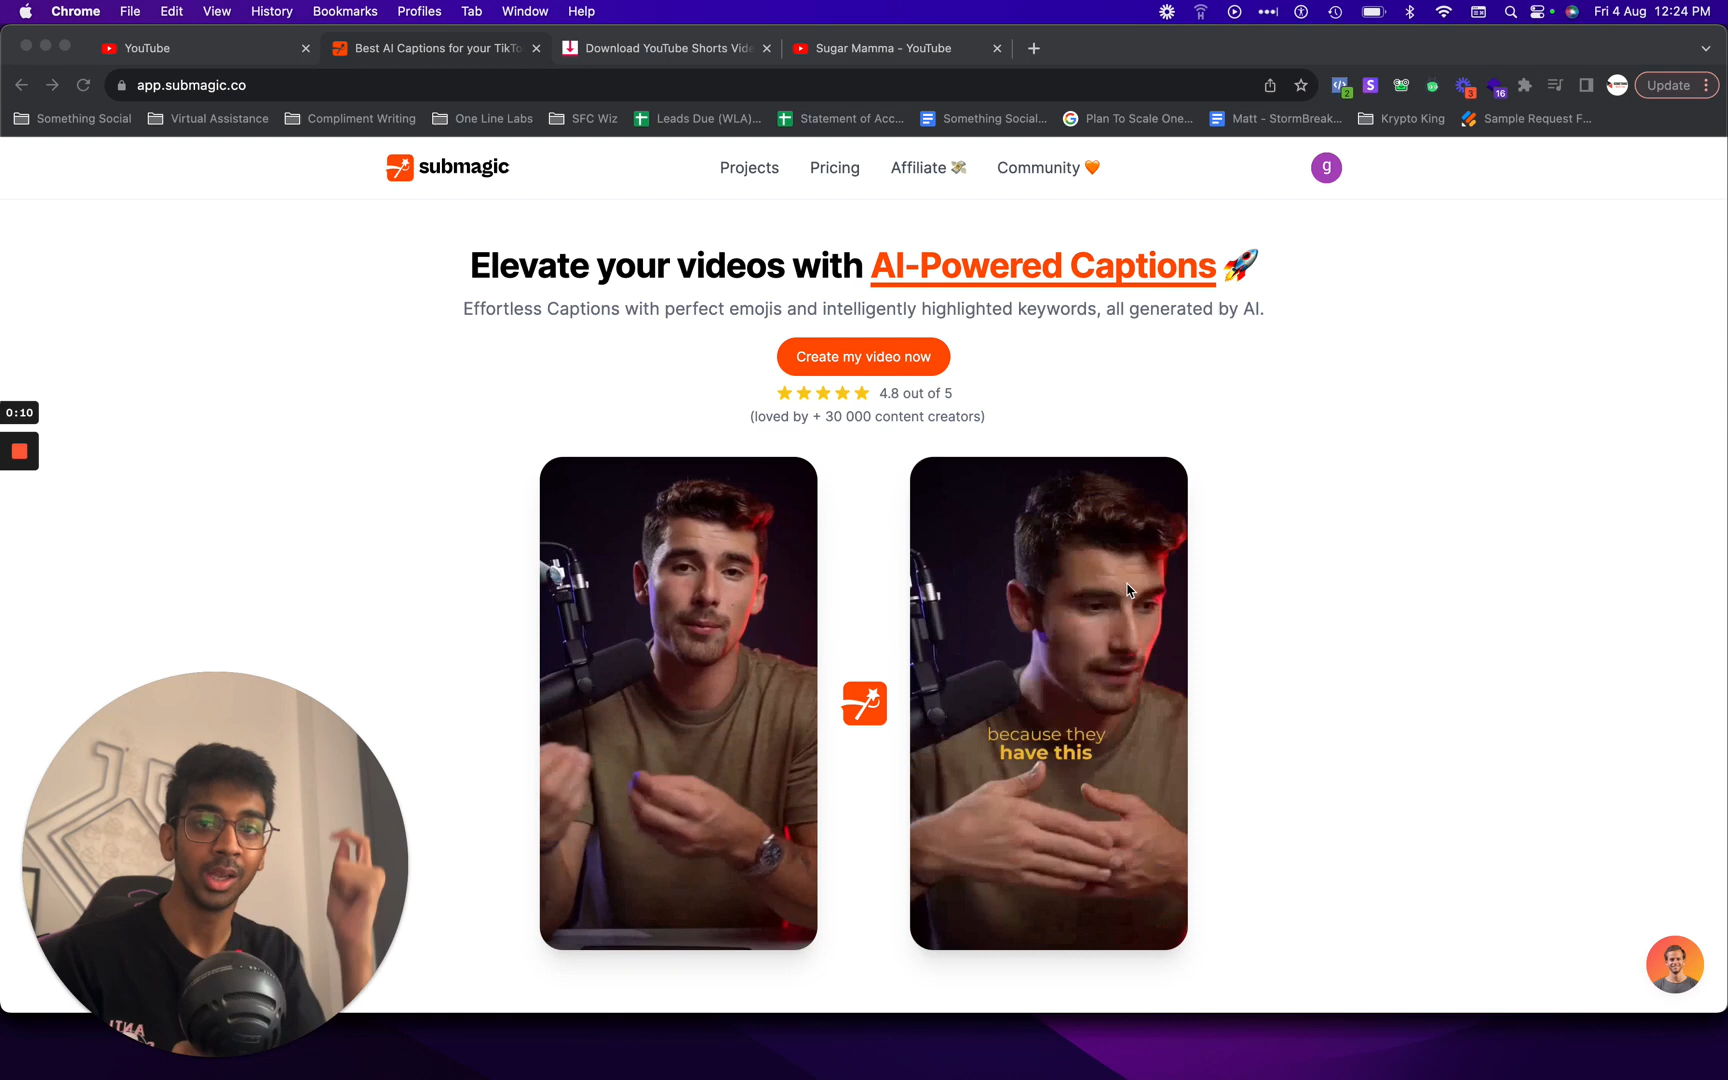 Chrome File Edit View History Bookmarks Profiles Tab Window Help Fri 4 Aug 12:24 PM
YouTube
Best AI Captions for your TikTo
Download YouTube Shorts Vide
Sugar Mamma - YouTube
app.submagic.co
2
S
3
16
Update
Something Social
Virtual Assistance
Compliment Writing
One Line Labs
SFC Wiz
Leads Due (WLA)...
Statement of Acc...
Something Social...
Plan To Scale One...
Matt - StormBreak...
Krypto King
Sample Request F...
submagic
Projects
Pricing
Affiliate 💸
Community 🧡
g
Elevate your videos with AI-Powered Captions 🚀
Effortless Captions with perfect emojis and intelligently highlighted keywords, all generated by AI.
Create my video now
4.8 out of 5
(loved by + 30 000 content creators)
0:10
because they
have this